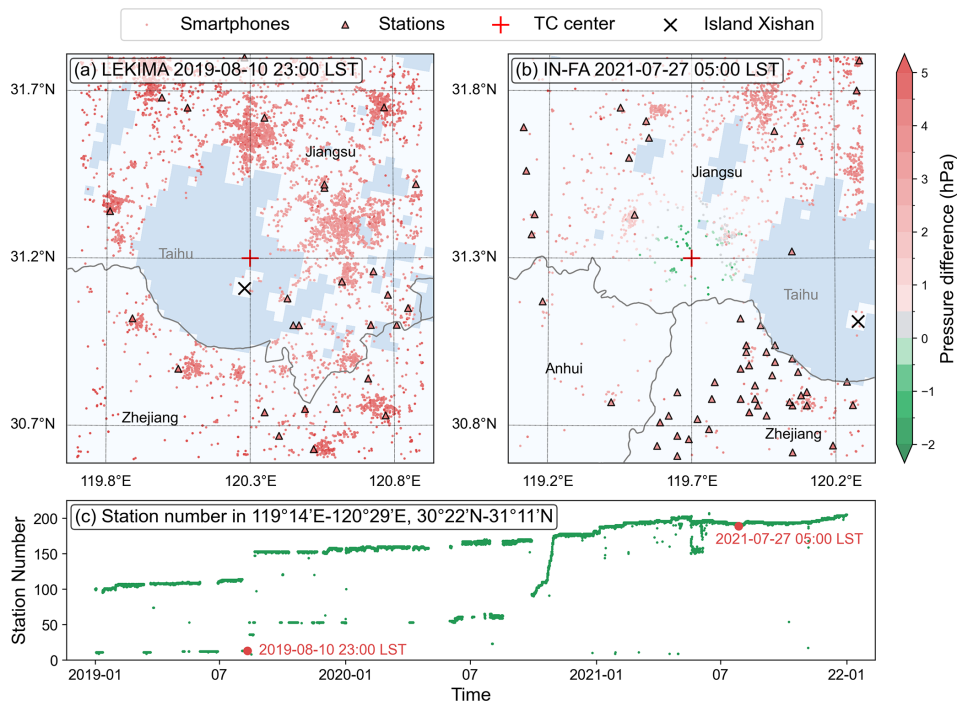 Smartphones Stations TC center Island Xishan
(a) LEKIMA 2019-08-10 23:00 LST
(b) IN-FA 2021-07-27 05:00 LST
31.7°N
31.2°N
30.7°N
Jiangsu
Taihu
Zhejiang
119.8°E 120.3°E 120.8°E
31.8°N
31.3°N
30.8°N
Jiangsu
Taihu
Anhui
Zhejiang
119.2°E 119.7°E 120.2°E
5
4
3
2
1
0
−1
−2
Pressure difference (hPa)
(c) Station number in 119°14’E-120°29’E, 30°22’N-31°11’N
Station Number
200
150
100
50
0
2021-07-27 05:00 LST
2019-08-10 23:00 LST
2019-01 07 2020-01 07 2021-01 07 22-01
Time